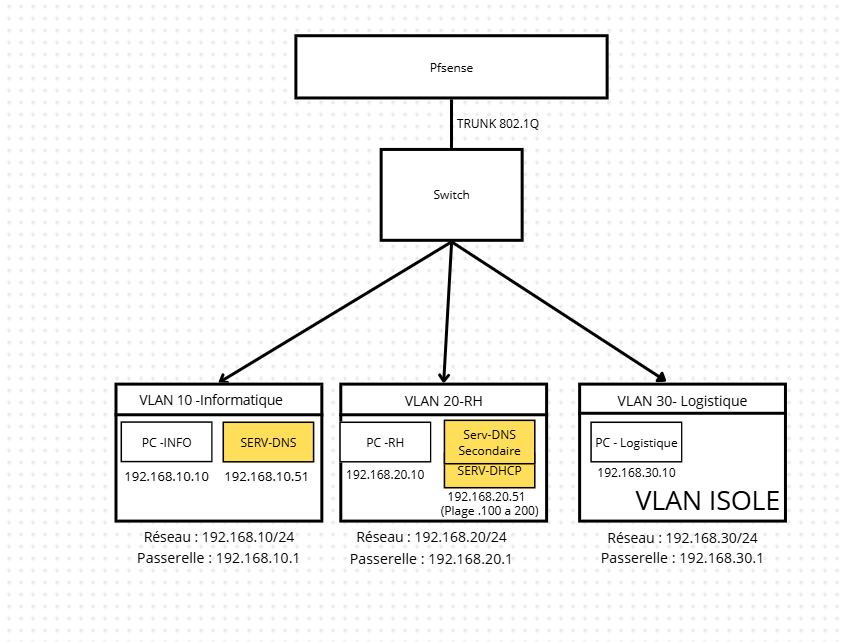 Pfsense
TRUNK 802.1Q
Switch
VLAN 10 -Informatique
PC -INFO
SERV-DNS
192.168.10.10
192.168.10.51
Réseau : 192.168.10/24
Passerelle : 192.168.10.1
VLAN 20-RH
PC -RH
Serv-DNS
Secondaire
SERV-DHCP
192.168.20.10
192.168.20.51
(Plage .100 a 200)
Réseau : 192.168.20/24
Passerelle : 192.168.20.1
VLAN 30- Logistique
PC - Logistique
192.168.30.10
VLAN ISOLE
Réseau : 192.168.30/24
Passerelle : 192.168.30.1